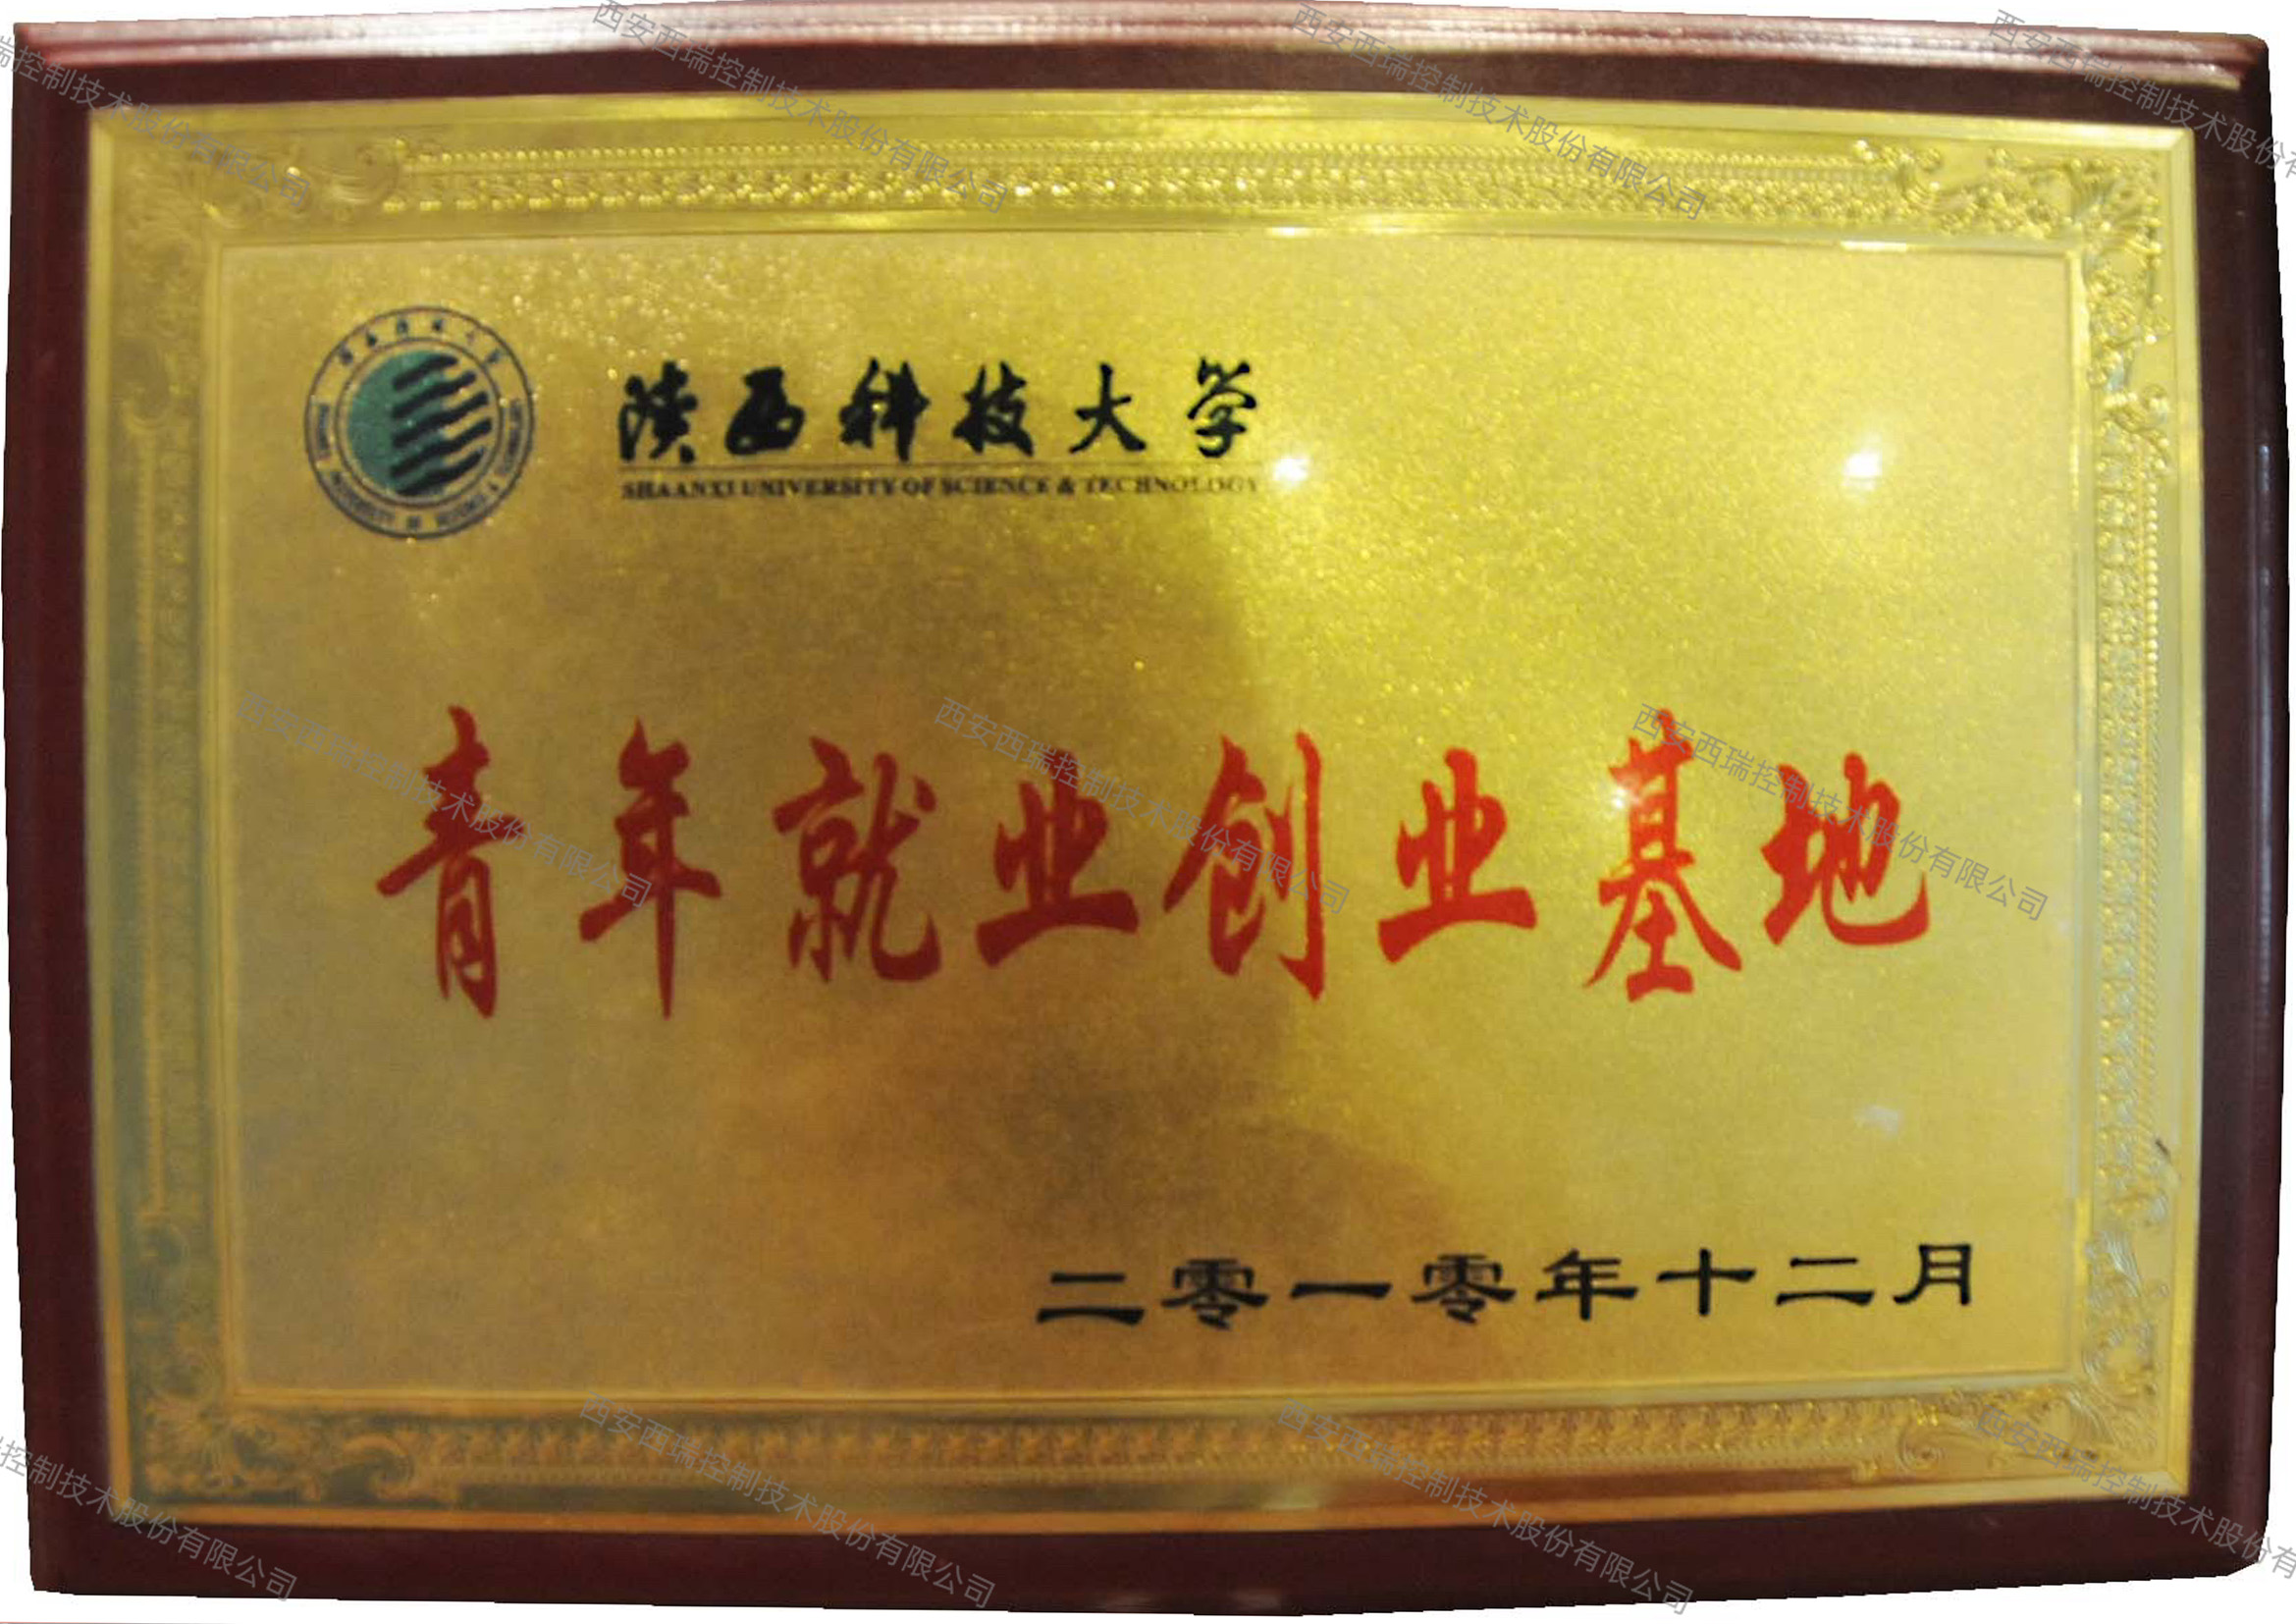 陕西科技大学
SHAANXI UNIVERSITY OF SCIENCE & TECHNOLOGY
青年就业创业基地
二零一零年十二月
西安西瑞控制技术股份有限公司